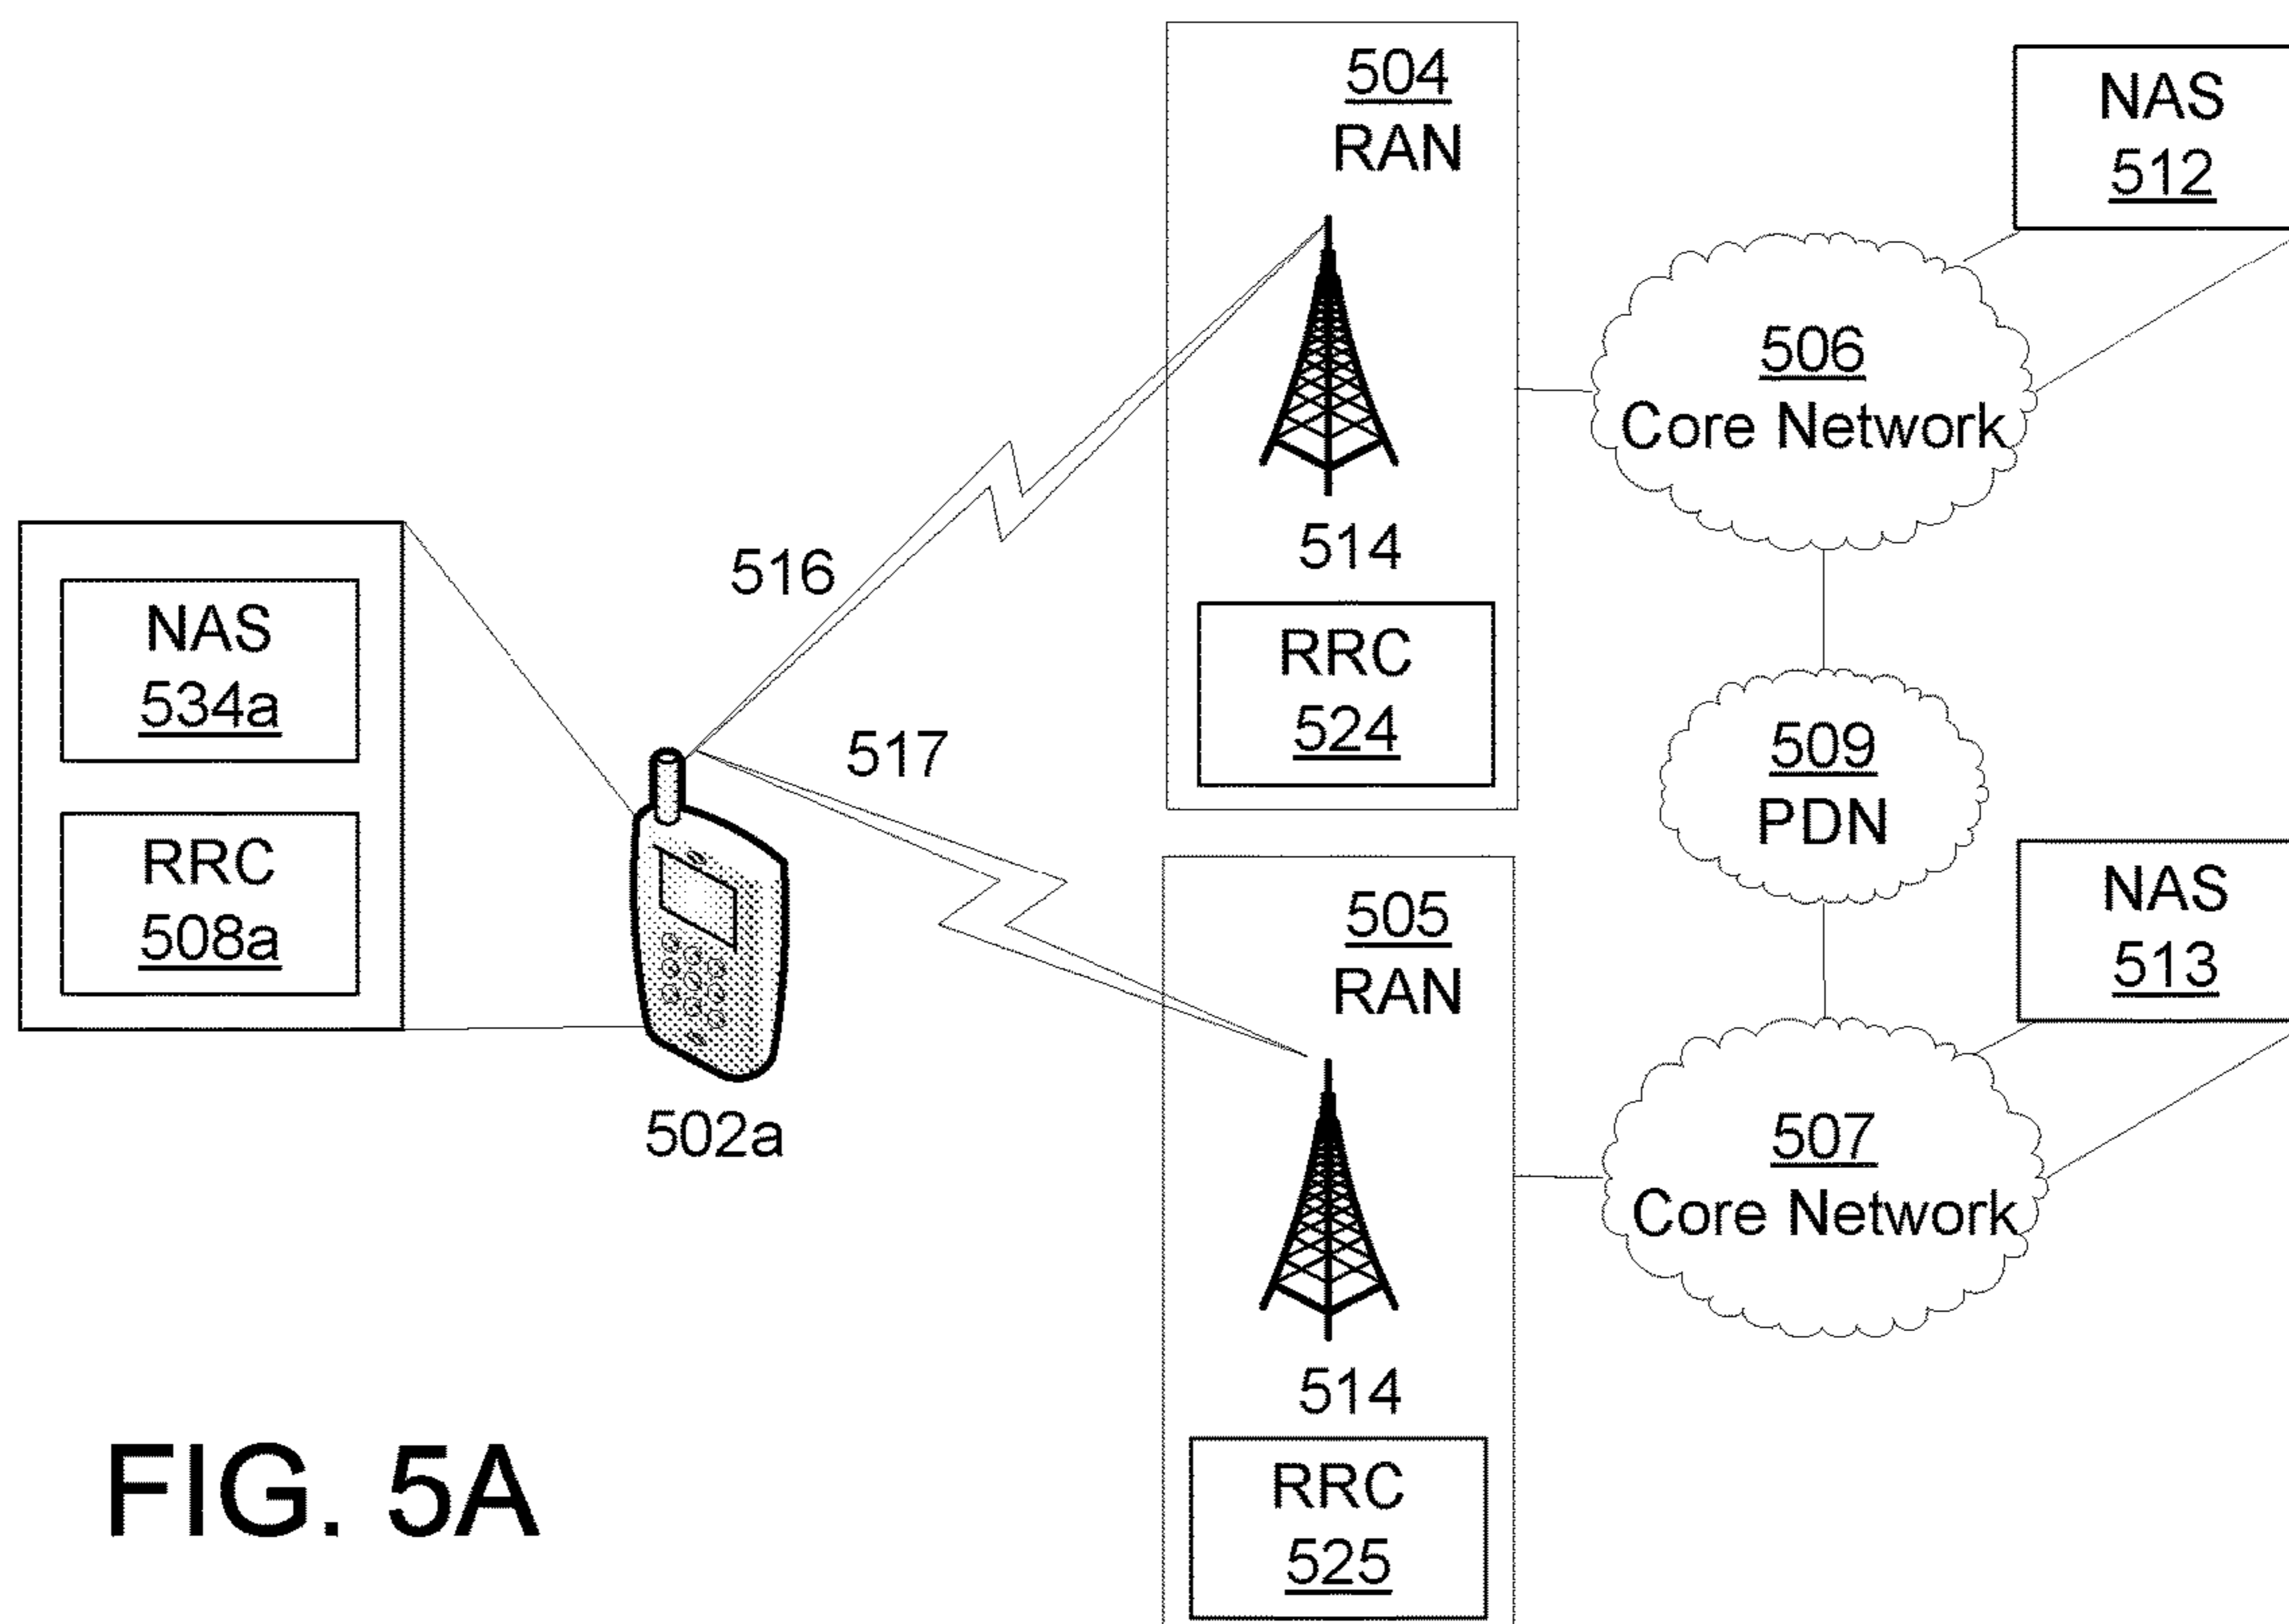 504
RAN
NAS
512
506
Core Network
514
516
NAS
534a
RRC
524
517
509
PDN
RRC
508a
NAS
513
505
RAN
502a
507
Core Network
514
RRC
525
FIG. 5A